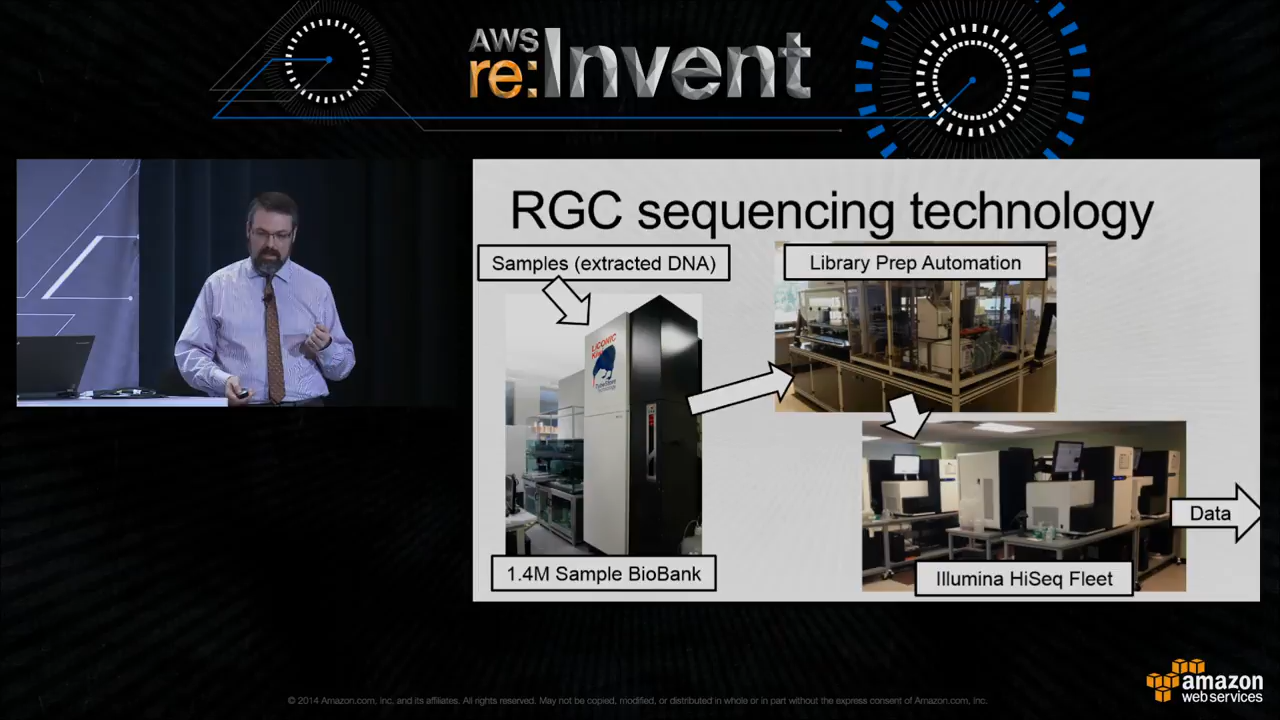 AWS
re:Invent
RGC sequencing technology
Samples (extracted DNA)
Library Prep Automation
LiCONiC
1.4M Sample BioBank
Illumina HiSeq Fleet
Data
amazon
web services
© 2014 Amazon.com, Inc. and its affiliates. All rights reserved. May not be copied, modified, or distributed in whole or in part without the express consent of Amazon.com, Inc.